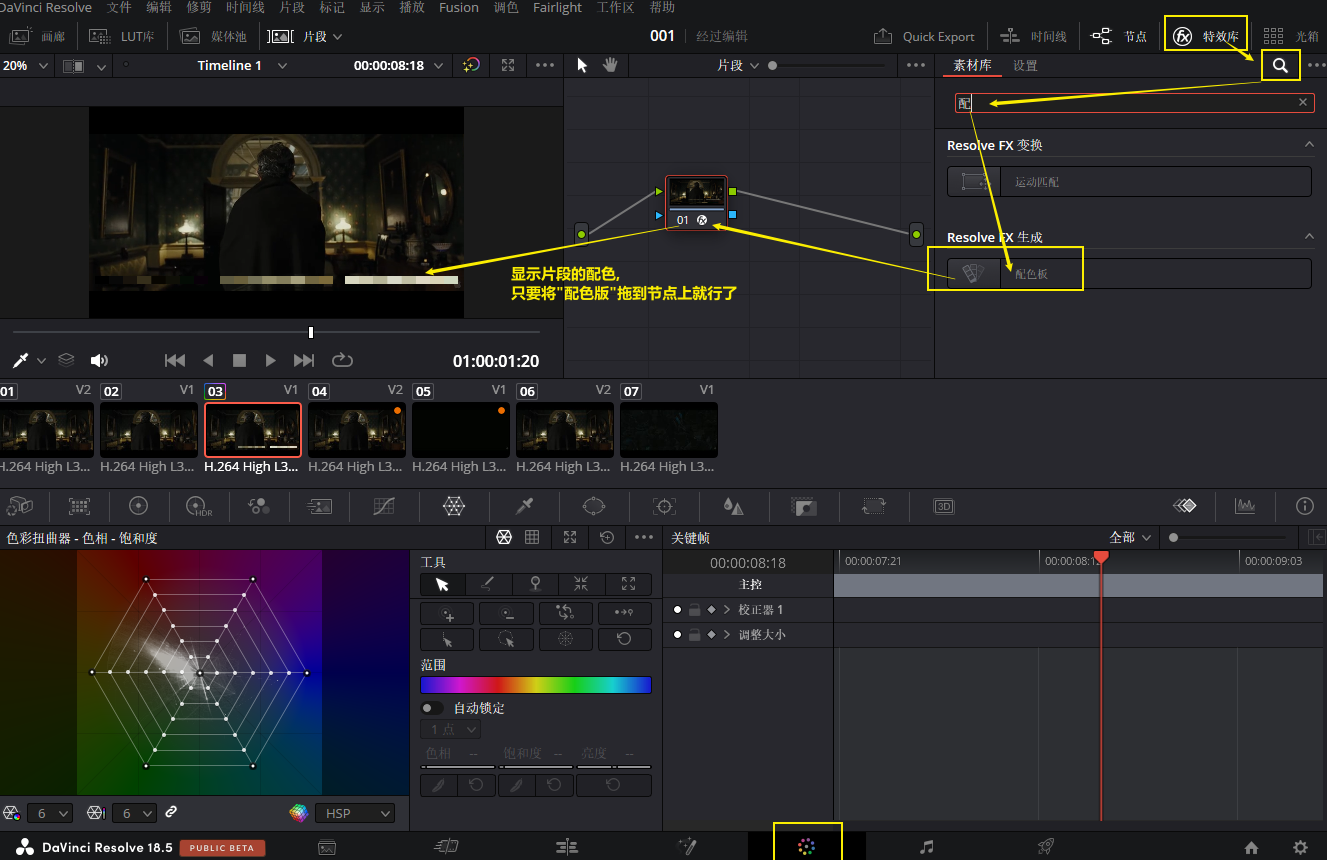 DaVinci Resolve 文件 编辑 修剪 时间线 片段 标记 显示 播放 Fusion 调色 Fairlight 工作区 帮助
画廊 LUT库 媒体池 片段 001 经过编辑 Quick Export 时间线 节点 特效库 光箱
20% Timeline 1 00:00:08:18 片段 素材库 设置
配
Resolve FX 变换
运动匹配
01
Resolve FX 生成
配色板
显示片段的配色,
只要将"配色版"拖到节点上就行了
01:00:01:20
01 V2 02 V1 03 V1 04 V2 05 V1 06 V2 07 V1
H.264 High L3... H.264 High L3... H.264 High L3... H.264 High L3... H.264 High L3... H.264 High L3... H.264 High L3...
HDR 3D
色彩扭曲器 - 色相 - 饱和度 关键帧 全部
工具 00:00:08:18 00:00:07:21 00:00:08:1 00:00:09:03
主控
校正器 1
调整大小
范围
自动锁定
1 点
色相 -- 饱和度 -- 亮度 --
6 6 HSP
DaVinci Resolve 18.5 PUBLIC BETA